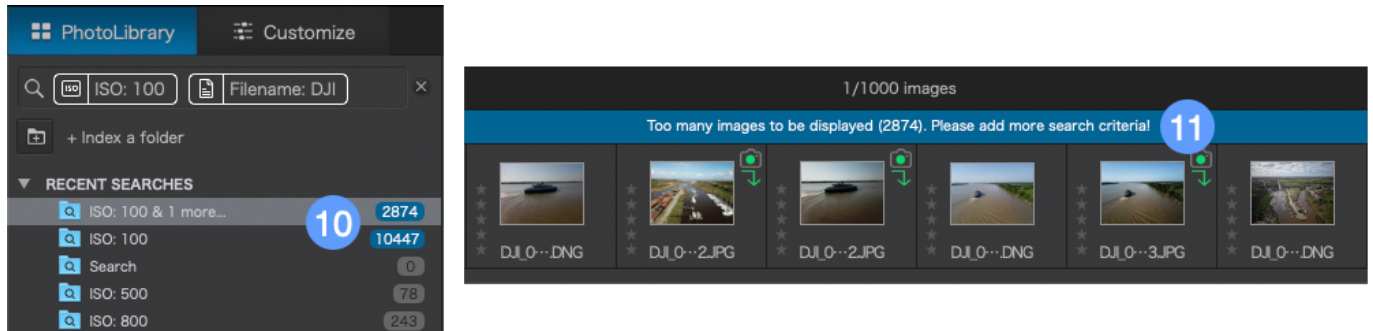 PhotoLibrary Customize
ISO ISO: 100 Filename: DJI
+ Index a folder
RECENT SEARCHES
ISO: 100 & 1 more... 2874
10
ISO: 100 10447
Search 0
ISO: 500 78
ISO: 800 243
1/1000 images
Too many images to be displayed (2874). Please add more search criteria! 11
DJI_0···.DNG DJI_0···2.JPG DJI_0···2.JPG DJI_0···.DNG DJI_0···3.JPG DJI_0···.DNG